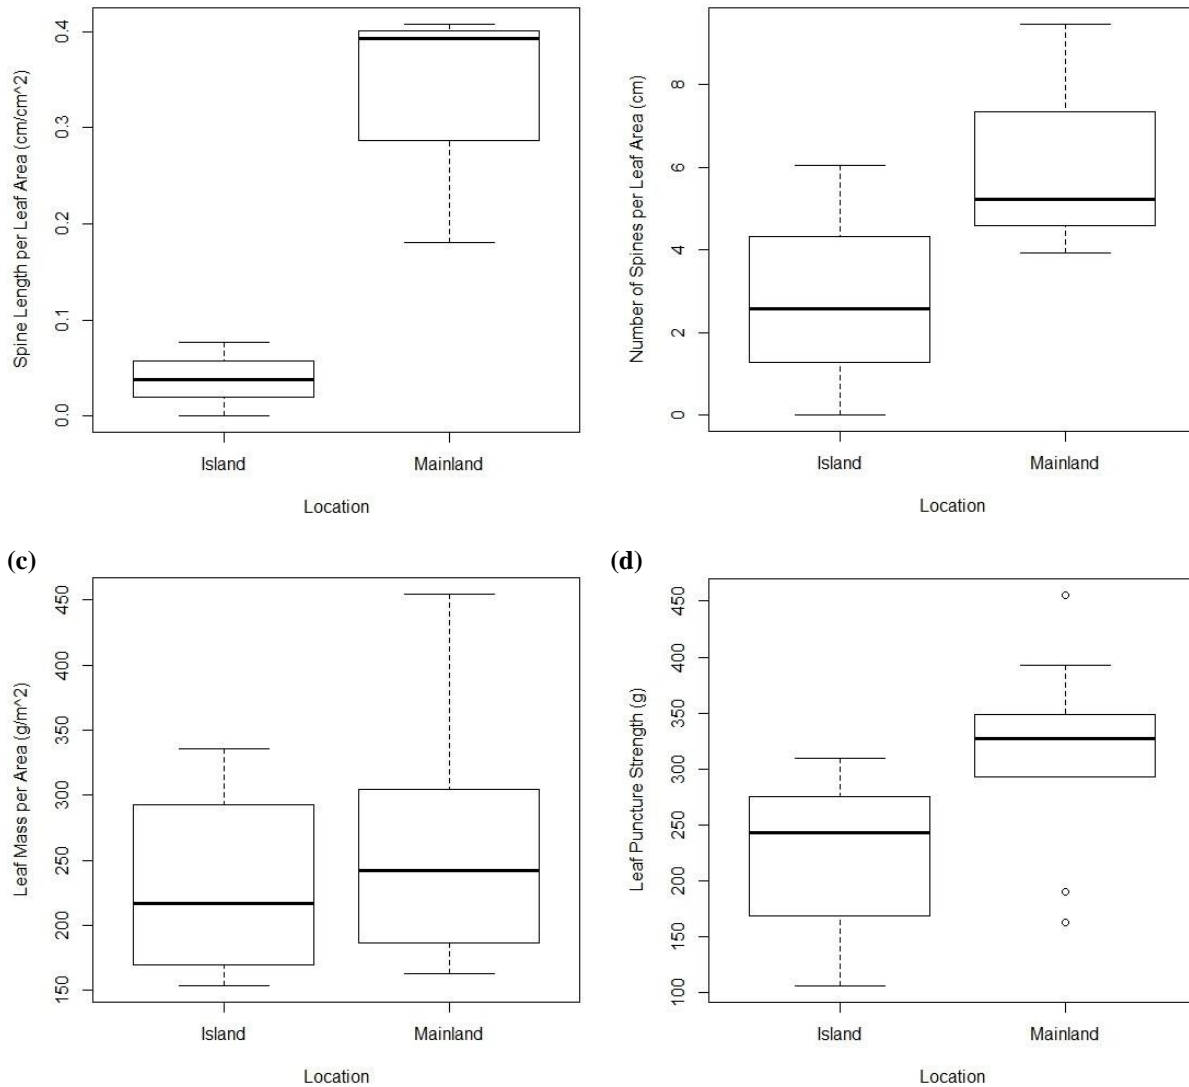 Spine Length per Leaf Area (cm/cm^2)
0.4
0.3
0.2
0.1
0.0
Island Mainland
Location
Number of Spines per Leaf Area (cm)
8
6
4
2
0
Island Mainland
Location
(c)
Leaf Mass per Area (g/m^2)
450
400
350
300
250
200
150
Island Mainland
Location
(d)
Leaf Puncture Strength (g)
450
400
350
300
250
200
150
100
Island Mainland
Location